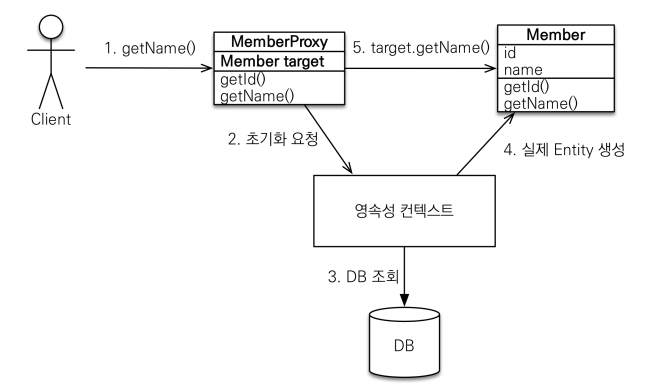 1. getName()
MemberProxy
Member target
getId()
getName()
5. target.getName()
Member
id
name
getId()
getName()
Client
2. 초기화 요청
4. 실제 Entity 생성
영속성 컨텍스트
3. DB 조회
DB